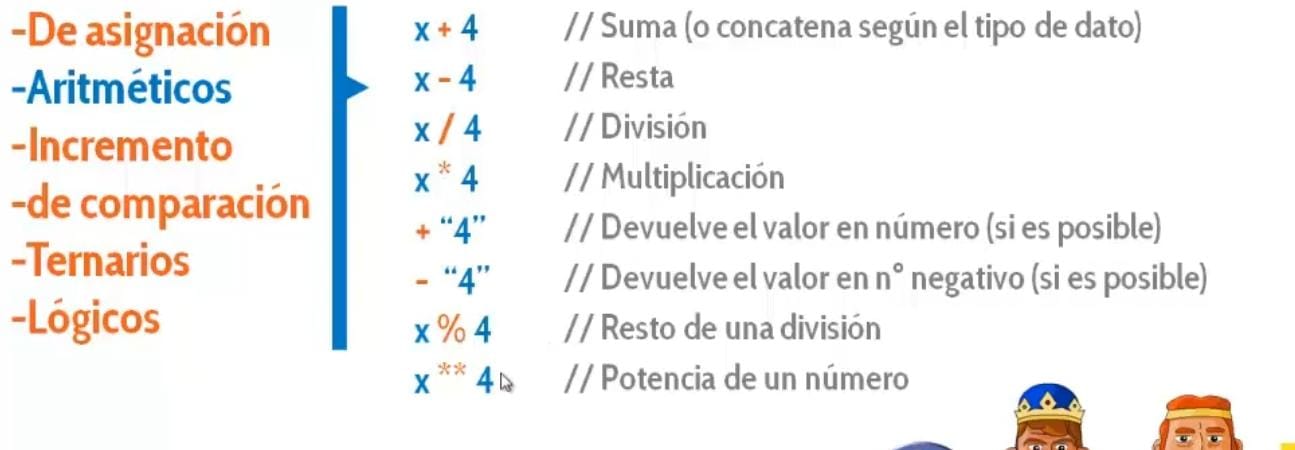 -De asignación
-Aritméticos
-Incremento
-de comparación
-Ternarios
-Lógicos
x + 4 // Suma (o concatena según el tipo de dato)
x - 4 // Resta
x / 4 // División
x * 4 // Multiplicación
+ “4” // Devuelve el valor en número (si es posible)
- “4” // Devuelve el valor en n° negativo (si es posible)
x % 4 // Resto de una división
x ** 4 // Potencia de un número